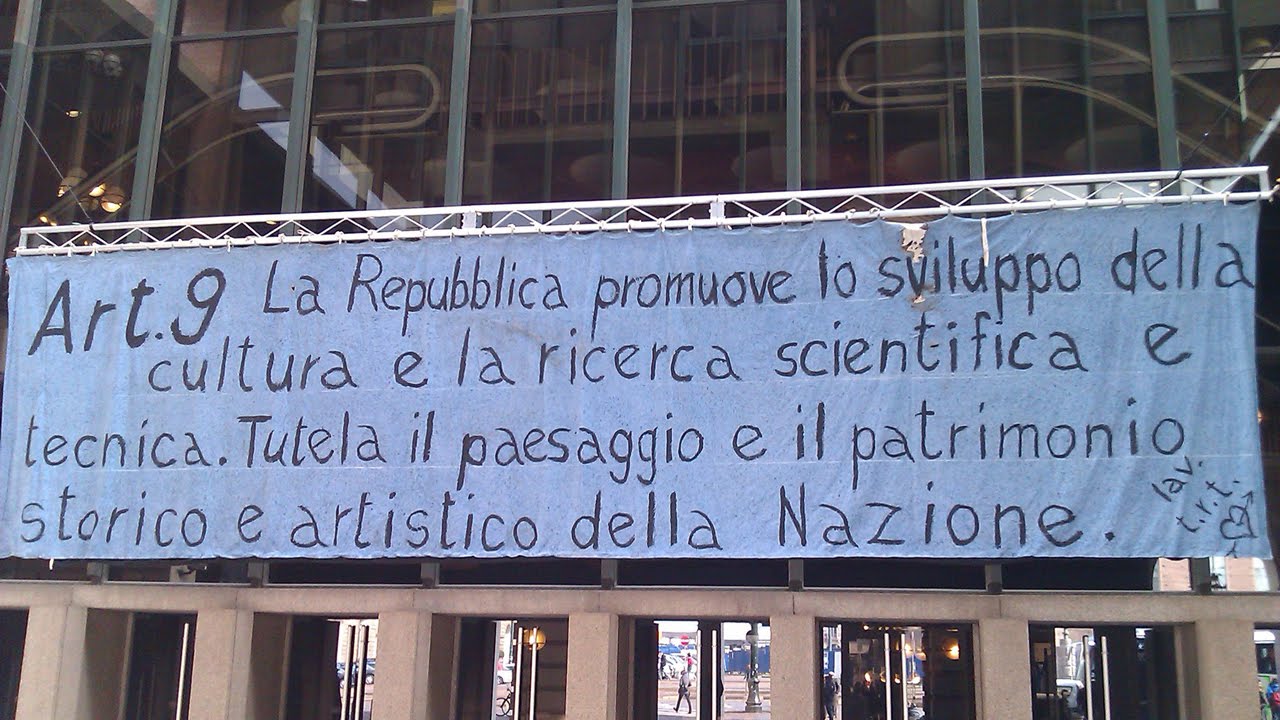 Art.9 La Repubblica promuove lo sviluppo della
cultura e la ricerca scientifica e
tecnica. Tutela il paesaggio e il patrimonio
storico e artistico della Nazione.
lav.
t.r.t.